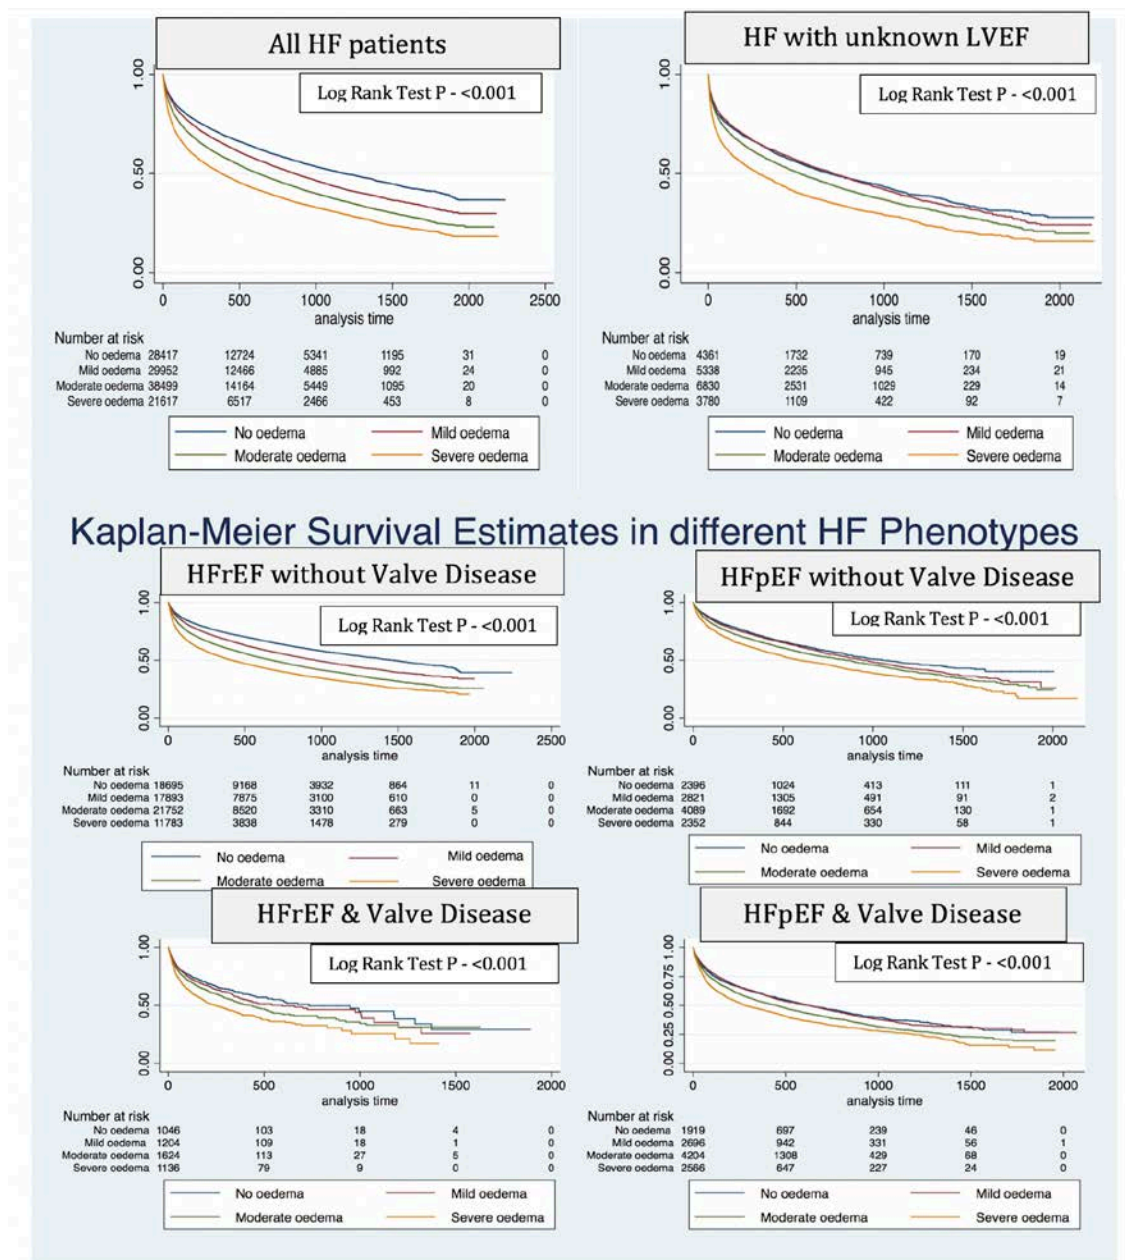 All HF patients
Log Rank Test P - <0.001
1.00
0.50
0.00
0 500 1000 1500 2000 2500
analysis time
Number at risk
No oedema 28417 12724 5341 1195 31 0
Mild oedema 29952 12466 4885 992 24 0
Moderate oedema 38499 14164 5449 1095 20 0
Severe oedema 21617 6517 2466 453 8 0
No oedema Mild oedema
Moderate oedema Severe oedema
HF with unknown LVEF
Log Rank Test P - <0.001
1.00
0.50
0.00
0 500 1000 1500 2000
analysis time
Number at risk
No oedema 4361 1732 739 170 19
Mild oedema 5338 2235 945 234 21
Moderate oedema 6830 2531 1029 229 14
Severe oedema 3780 1109 422 92 7
No oedema Mild oedema
Moderate oedema Severe oedema
Kaplan-Meier Survival Estimates in different HF Phenotypes
HFrEF without Valve Disease
Log Rank Test P - <0.001
1.00
0.50
0.00
0 500 1000 1500 2000 2500
analysis time
Number at risk
No oedema 18695 9168 3932 864 11 0
Mild oedema 17893 7875 3100 610 0 0
Moderate oedema 21752 8520 3310 663 5 0
Severe oedema 11783 3838 1478 279 0 0
No oedema Mild oedema
Moderate oedema Severe oedema
HFpEF without Valve Disease
Log Rank Test P - <0.001
1.00
0.50
0.00
0 500 1000 1500 2000
analysis time
Number at risk
No oedema 2396 1024 413 111 1
Mild oedema 2821 1305 491 91 2
Moderate oedema 4089 1692 654 130 1
Severe oedema 2352 844 330 58 1
No oedema Mild oedema
Moderate oedema Severe oedema
HFrEF & Valve Disease
Log Rank Test P - <0.001
1.00
0.50
0.00
0 500 1000 1500 2000
analysis time
Number at risk
No oedema 1046 103 18 4 0
Mild oedema 1204 109 18 1 0
Moderate oedema 1624 113 27 5 0
Severe oedema 1136 79 9 0 0
No oedema Mild oedema
Moderate oedema Severe oedema
HFpEF & Valve Disease
Log Rank Test P - <0.001
1.00
0.75
0.50
0.25
0.00
0 500 1000 1500 2000
analysis time
Number at risk
No oedema 1919 697 239 46 0
Mild oedema 2696 942 331 56 1
Moderate oedema 4204 1308 429 68 0
Severe oedema 2566 647 227 24 0
No oedema Mild oedema
Moderate oedema Severe oedema